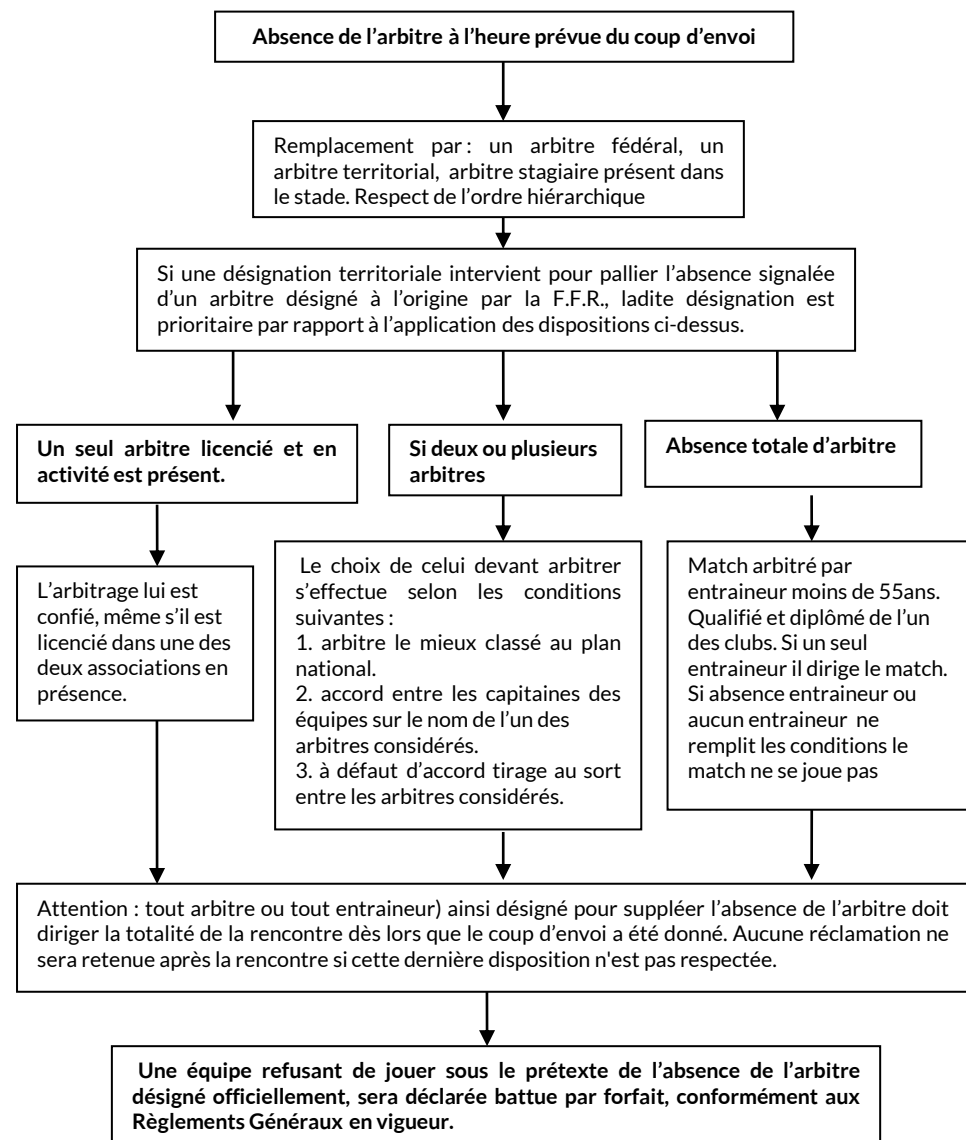 Absence de l’arbitre à l’heure prévue du coup d’envoi
Remplacement par : un arbitre fédéral, un
arbitre territorial, arbitre stagiaire présent dans
le stade. Respect de l’ordre hiérarchique
Si une désignation territoriale intervient pour pallier l’absence signalée
d’un arbitre désigné à l’origine par la F.F.R., ladite désignation est
prioritaire par rapport à l’application des dispositions ci-dessus.
Un seul arbitre licencié et en
activité est présent.
Si deux ou plusieurs
arbitres
Absence totale d’arbitre
L’arbitrage lui est
confié, même s’il est
licencié dans une des
deux associations en
présence.
Le choix de celui devant arbitrer
s’effectue selon les conditions
suivantes :
1. arbitre le mieux classé au plan
national.
2. accord entre les capitaines des
équipes sur le nom de l’un des
arbitres considérés.
3. à défaut d’accord tirage au sort
entre les arbitres considérés.
Match arbitré par
entraineur moins de 55ans.
Qualifié et diplômé de l’un
des clubs. Si un seul
entraineur il dirige le match.
Si absence entraineur ou
aucun entraineur ne
remplit les conditions le
match ne se joue pas
Attention : tout arbitre ou tout entraineur) ainsi désigné pour suppléer l’absence de l’arbitre doit
diriger la totalité de la rencontre dès lors que le coup d’envoi a été donné. Aucune réclamation ne
sera retenue après la rencontre si cette dernière disposition n'est pas respectée.
Une équipe refusant de jouer sous le prétexte de l’absence de l’arbitre
désigné officiellement, sera déclarée battue par forfait, conformément aux
Règlements Généraux en vigueur.